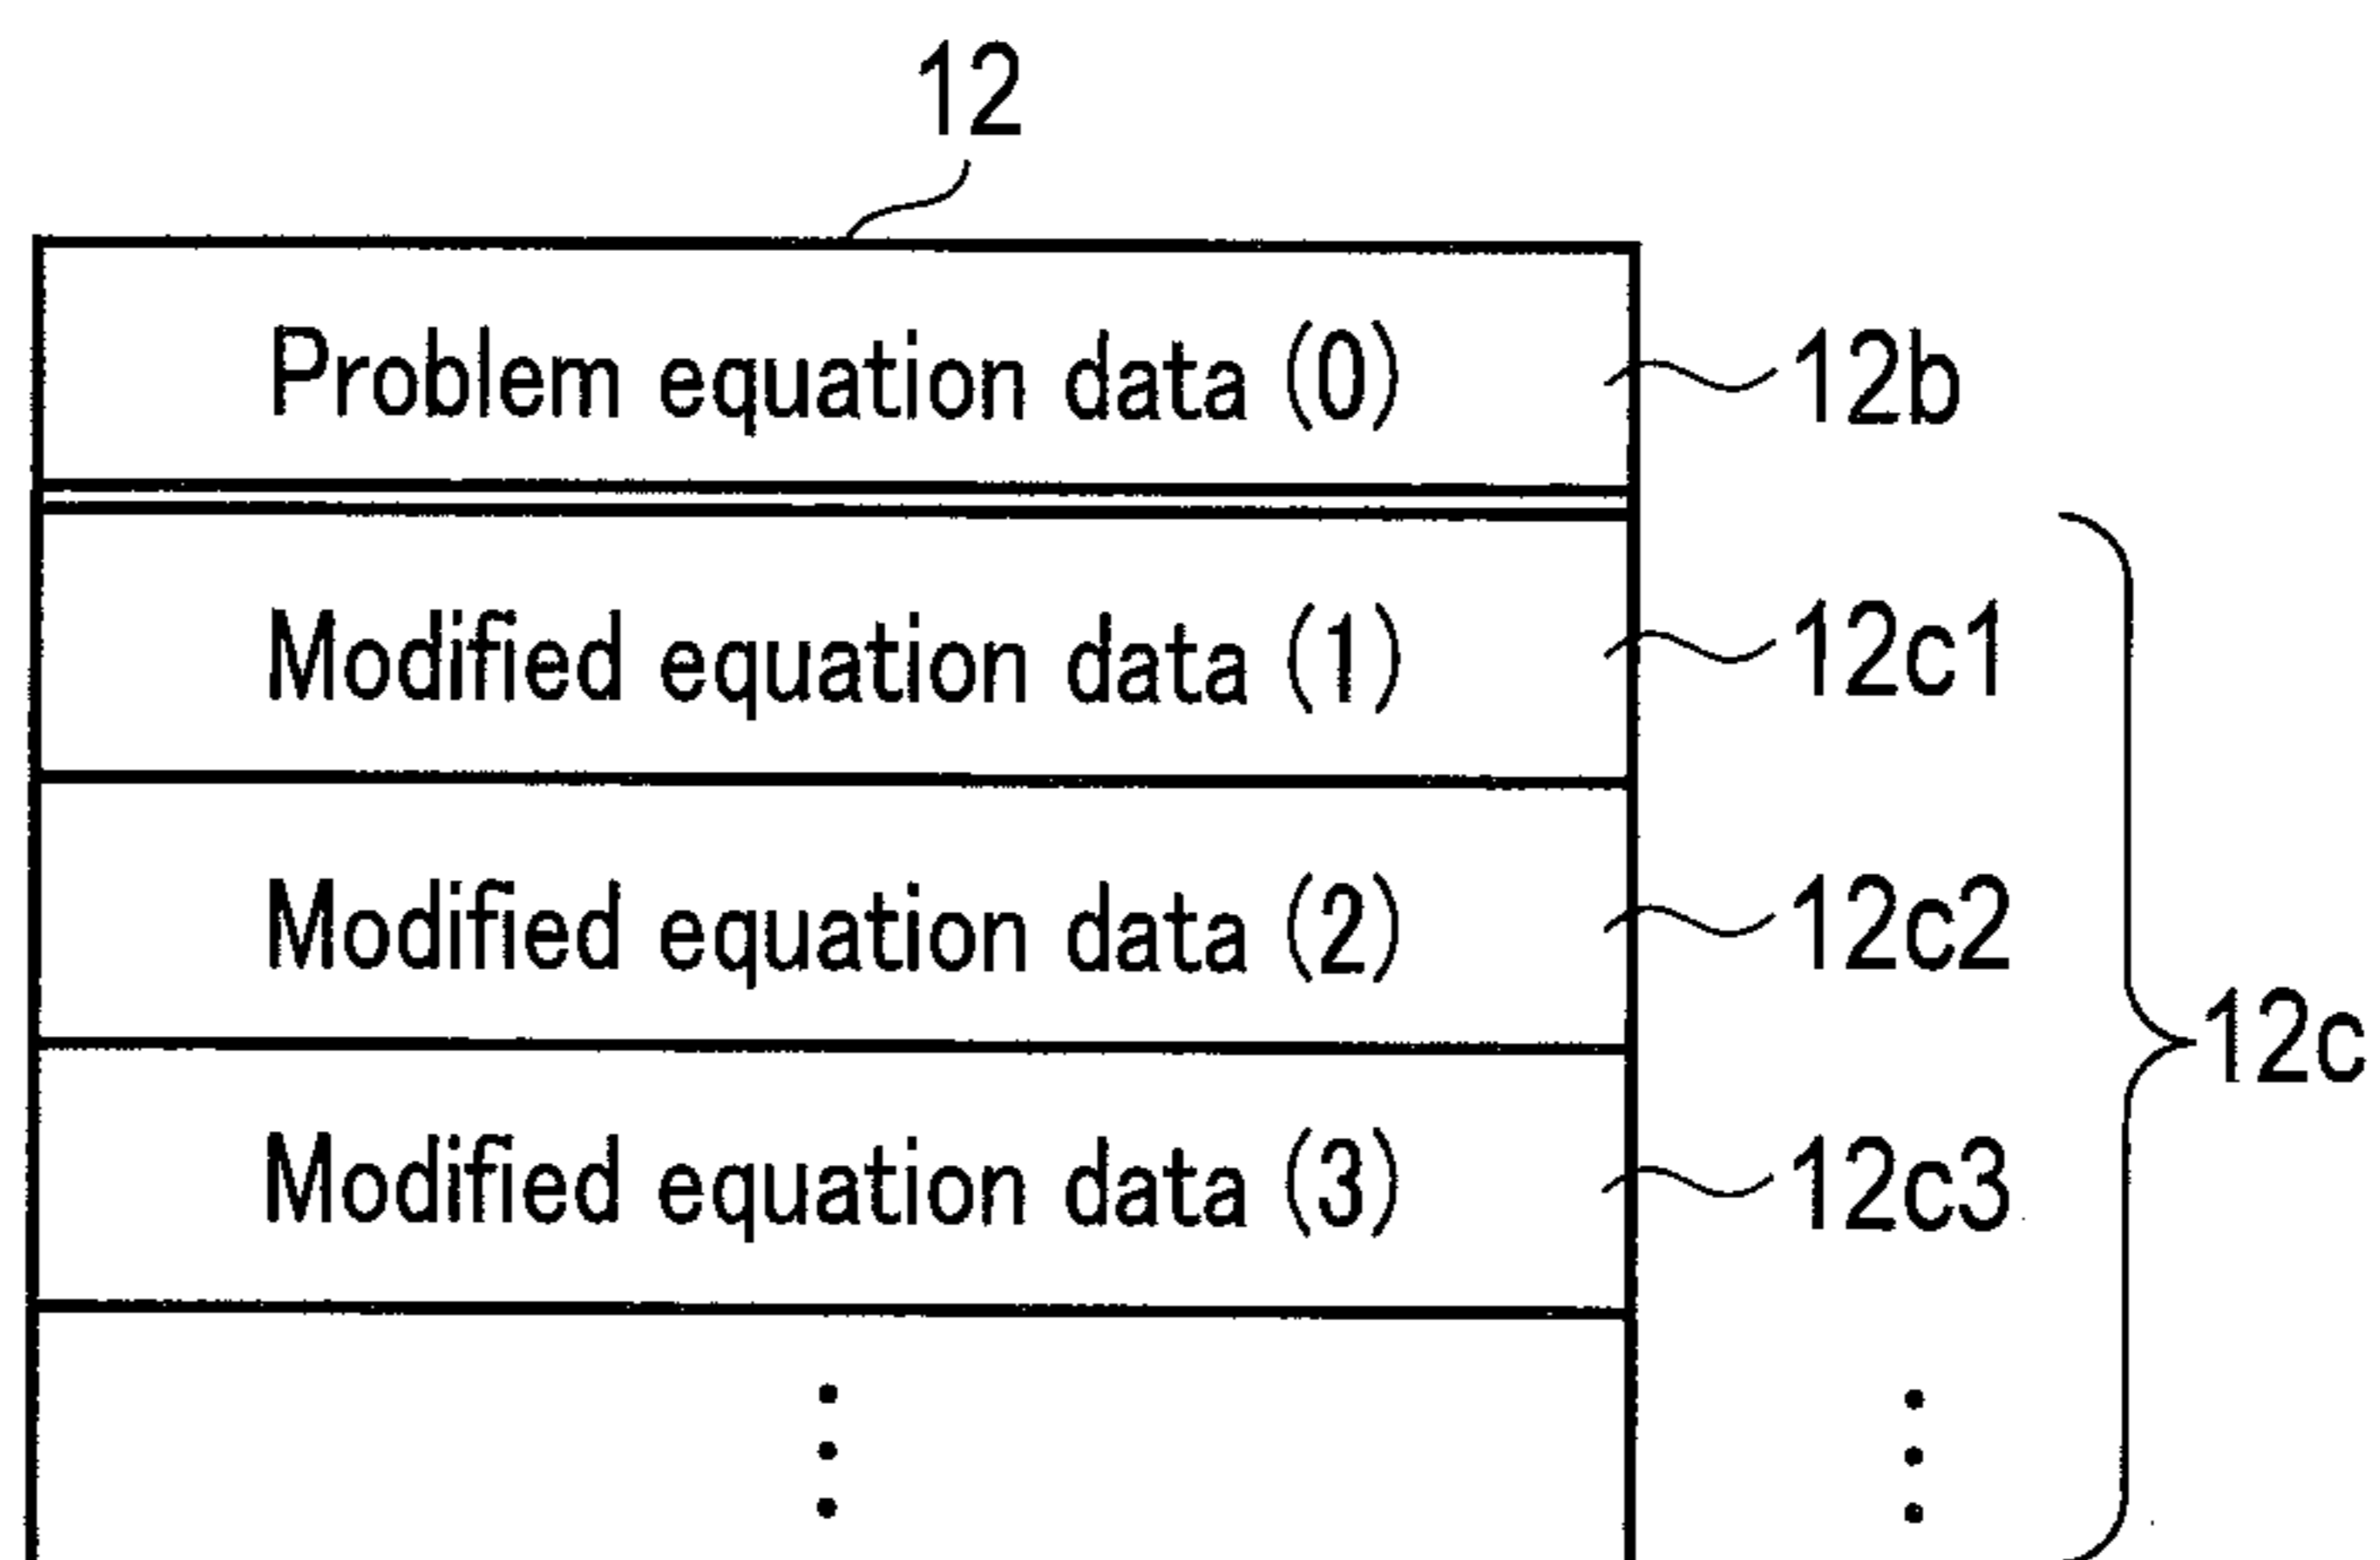 12
Problem equation data (0) 12b
Modified equation data (1) 12c1
Modified equation data (2) 12c2
12c
Modified equation data (3) 12c3